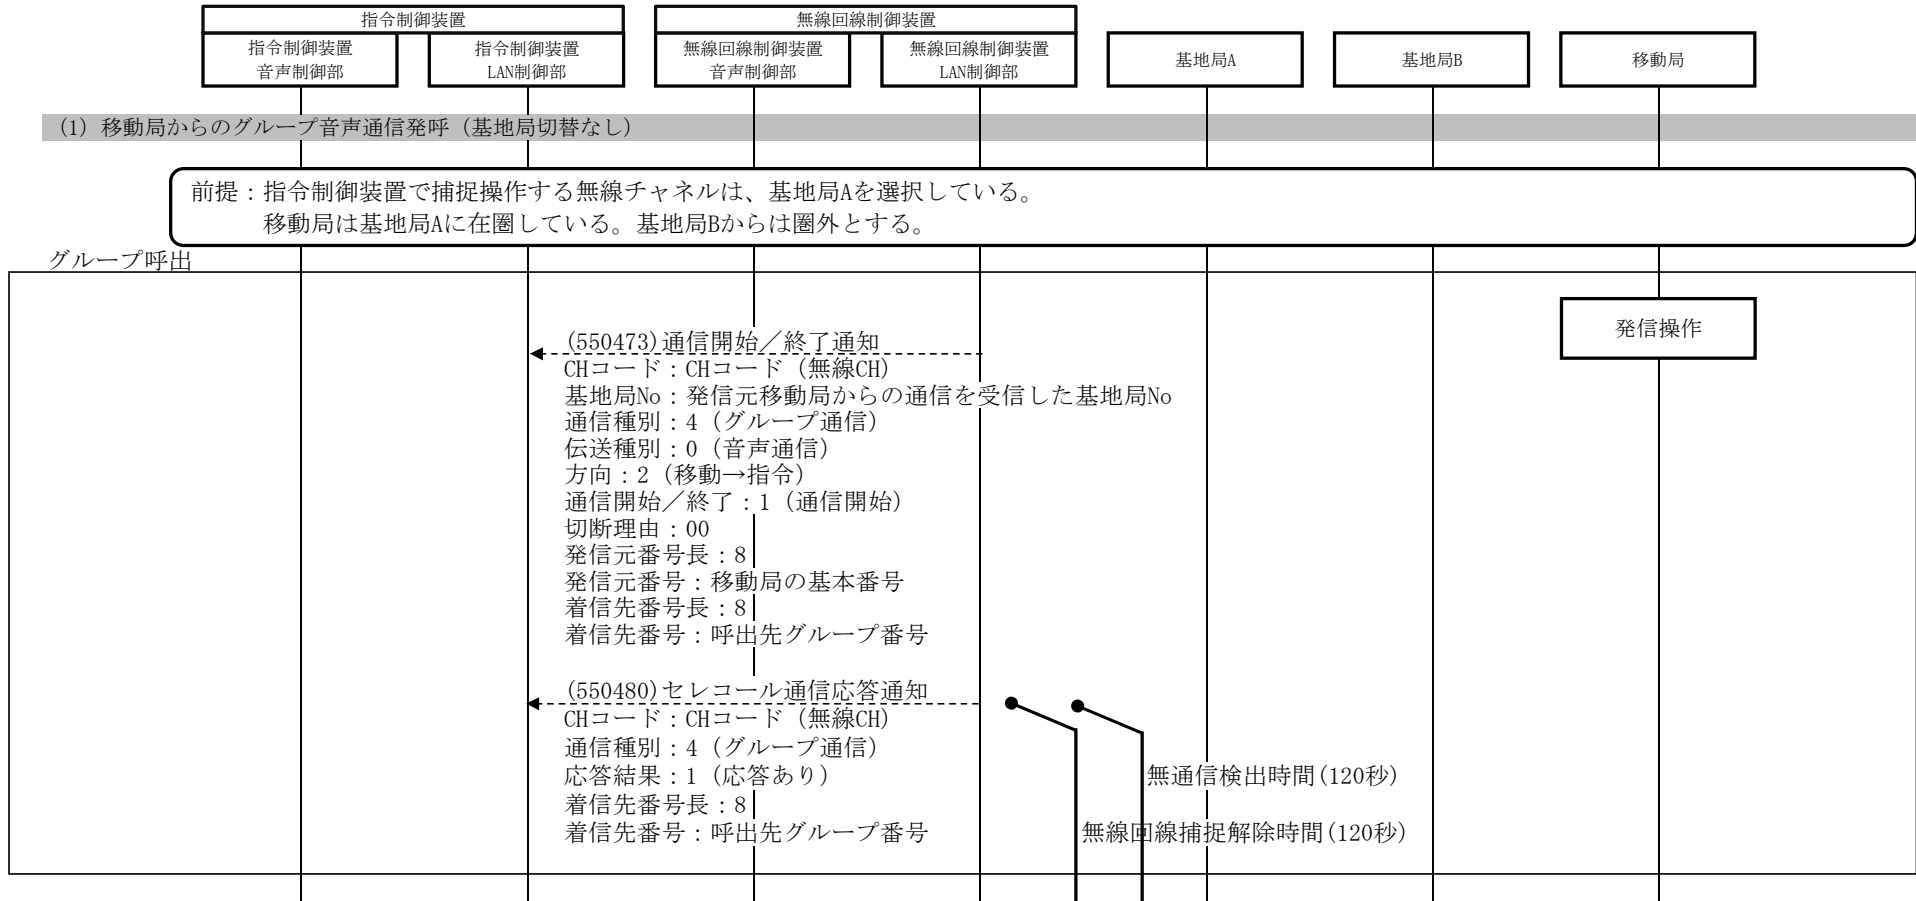 指令制御装置
無線回線制御装置
指令制御装置
音声制御部
指令制御装置
LAN制御部
無線回線制御装置
音声制御部
無線回線制御装置
LAN制御部
基地局A
基地局B
移動局
(1) 移動局からのグループ音声通信発呼（基地局切替なし）
前提：指令制御装置で捕捉操作する無線チャネルは、基地局Aを選択している。
移動局は基地局Aに在圏している。基地局Bからは圏外とする。
グループ呼出
発信操作
(550473)通信開始／終了通知
CHコード：CHコード（無線CH）
基地局No：発信元移動局からの通信を受信した基地局No
通信種別：4（グループ通信）
伝送種別：0（音声通信）
方向：2（移動→指令）
通信開始／終了：1（通信開始）
切断理由：00
発信元番号長：8
発信元番号：移動局の基本番号
着信先番号長：8
着信先番号：呼出先グループ番号
(550480)セレコール通信応答通知
CHコード：CHコード（無線CH）
通信種別：4（グループ通信）
応答結果：1（応答あり）
着信先番号長：8
着信先番号：呼出先グループ番号
無通信検出時間(120秒)
無線回線捕捉解除時間(120秒)